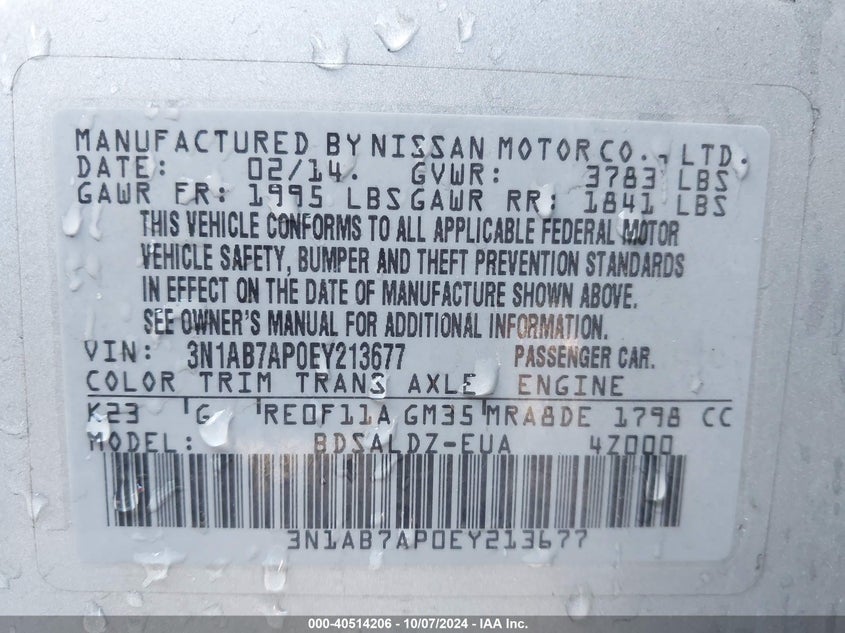 MANUFACTURED BY NISSAN MOTOR CO., LTD.
DATE: 02/14. GVWR: 3783 LBS
GAWR FR: 1995 LBS GAWR RR: 1841 LBS
THIS VEHICLE CONFORMS TO ALL APPLICABLE FEDERAL MOTOR
VEHICLE SAFETY, BUMPER AND THEFT PREVENTION STANDARDS
IN EFFECT ON THE DATE OF MANUFACTURE SHOWN ABOVE.
SEE OWNER'S MANUAL FOR ADDITIONAL INFORMATION.
VIN: 3N1AB7AP0EY213677 PASSENGER CAR.
COLOR TRIM TRANS AXLE ENGINE
K23 G RE0F11A GM35 MRA8DE 1798 CC
MODEL: BDSALDZ-EUA 4Z000
3N1AB7AP0EY213677
000-40514206 - 10/07/2024 - IAA Inc.